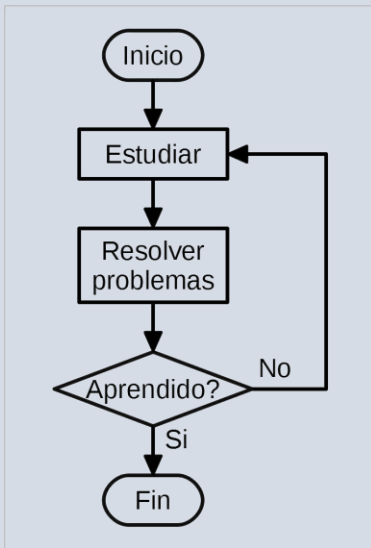 Inicio
Estudiar
Resolver
problemas
Aprendido?
No
Si
Fin